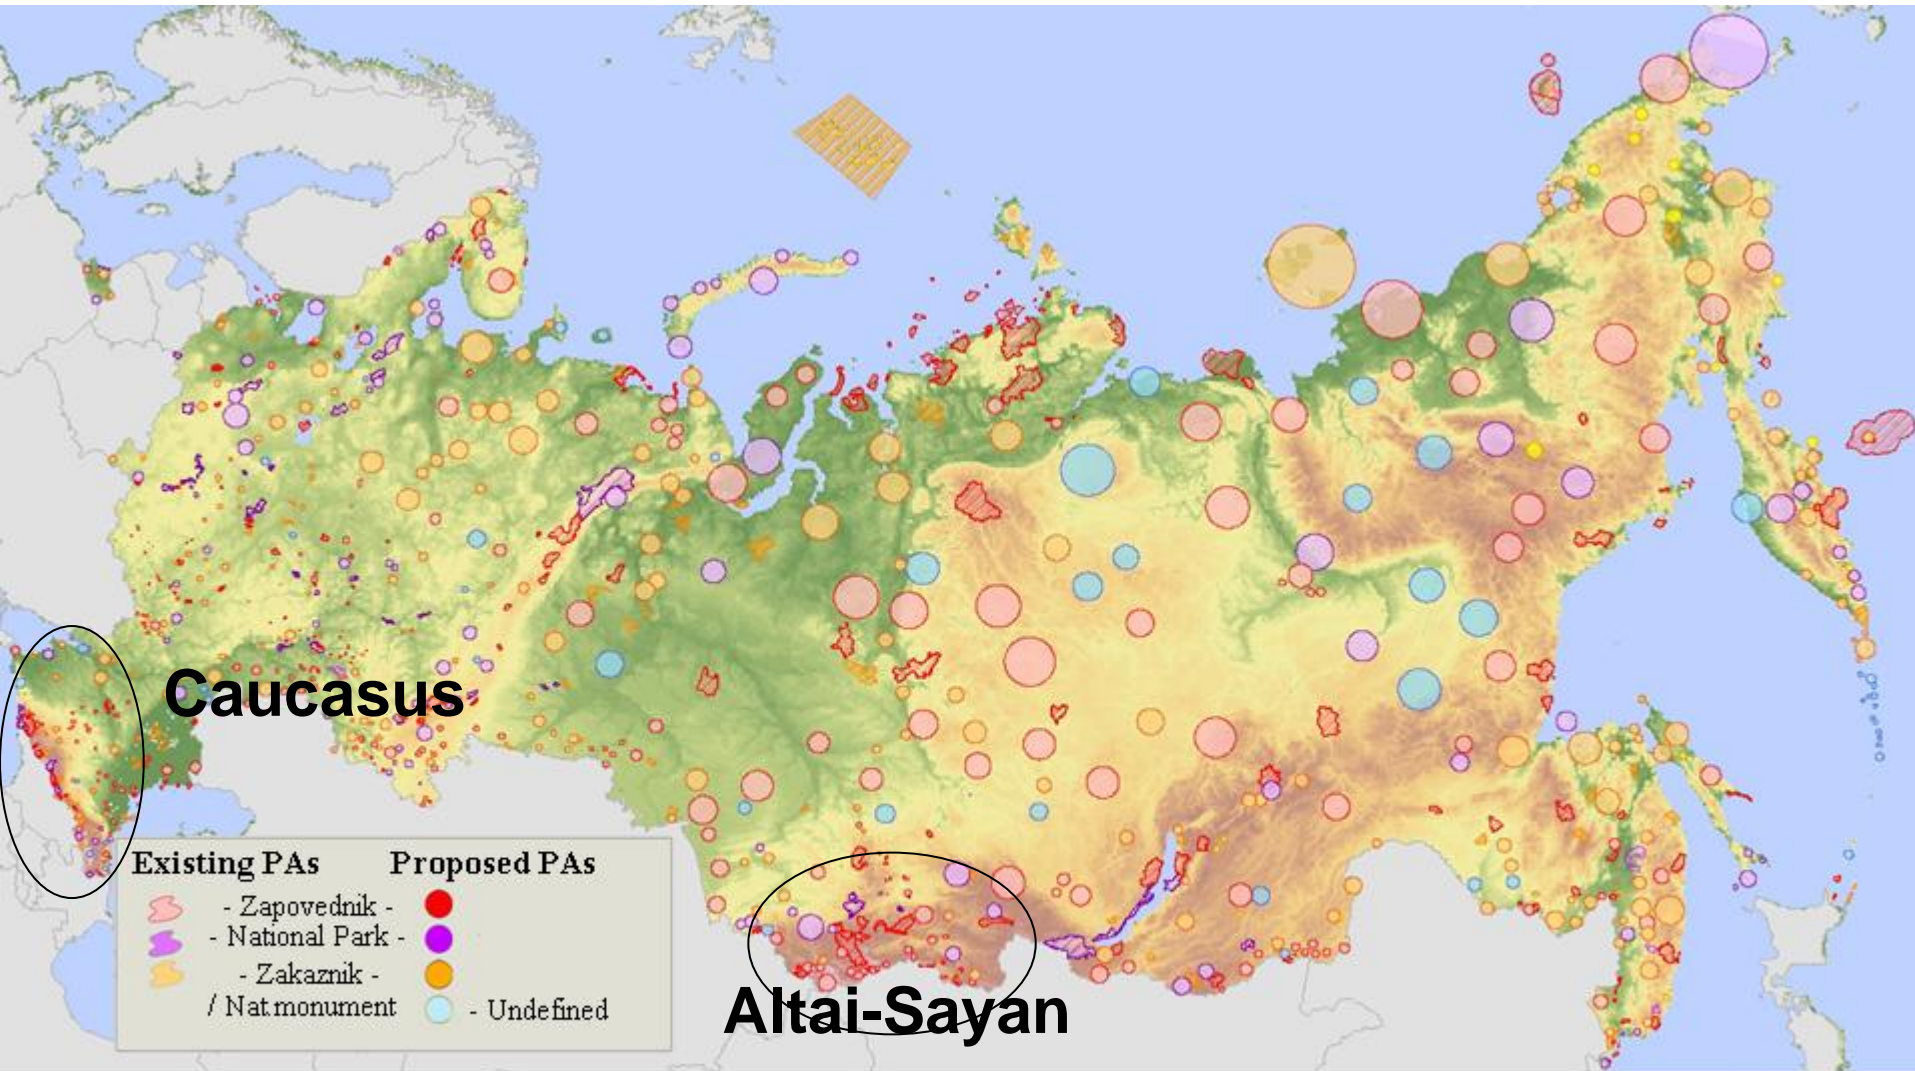 Caucasus
Existing PAs Proposed PAs
- Zapovednik -
- National Park -
- Zakaznik -
/ Nat monument
- Undefined
Altai-Sayan